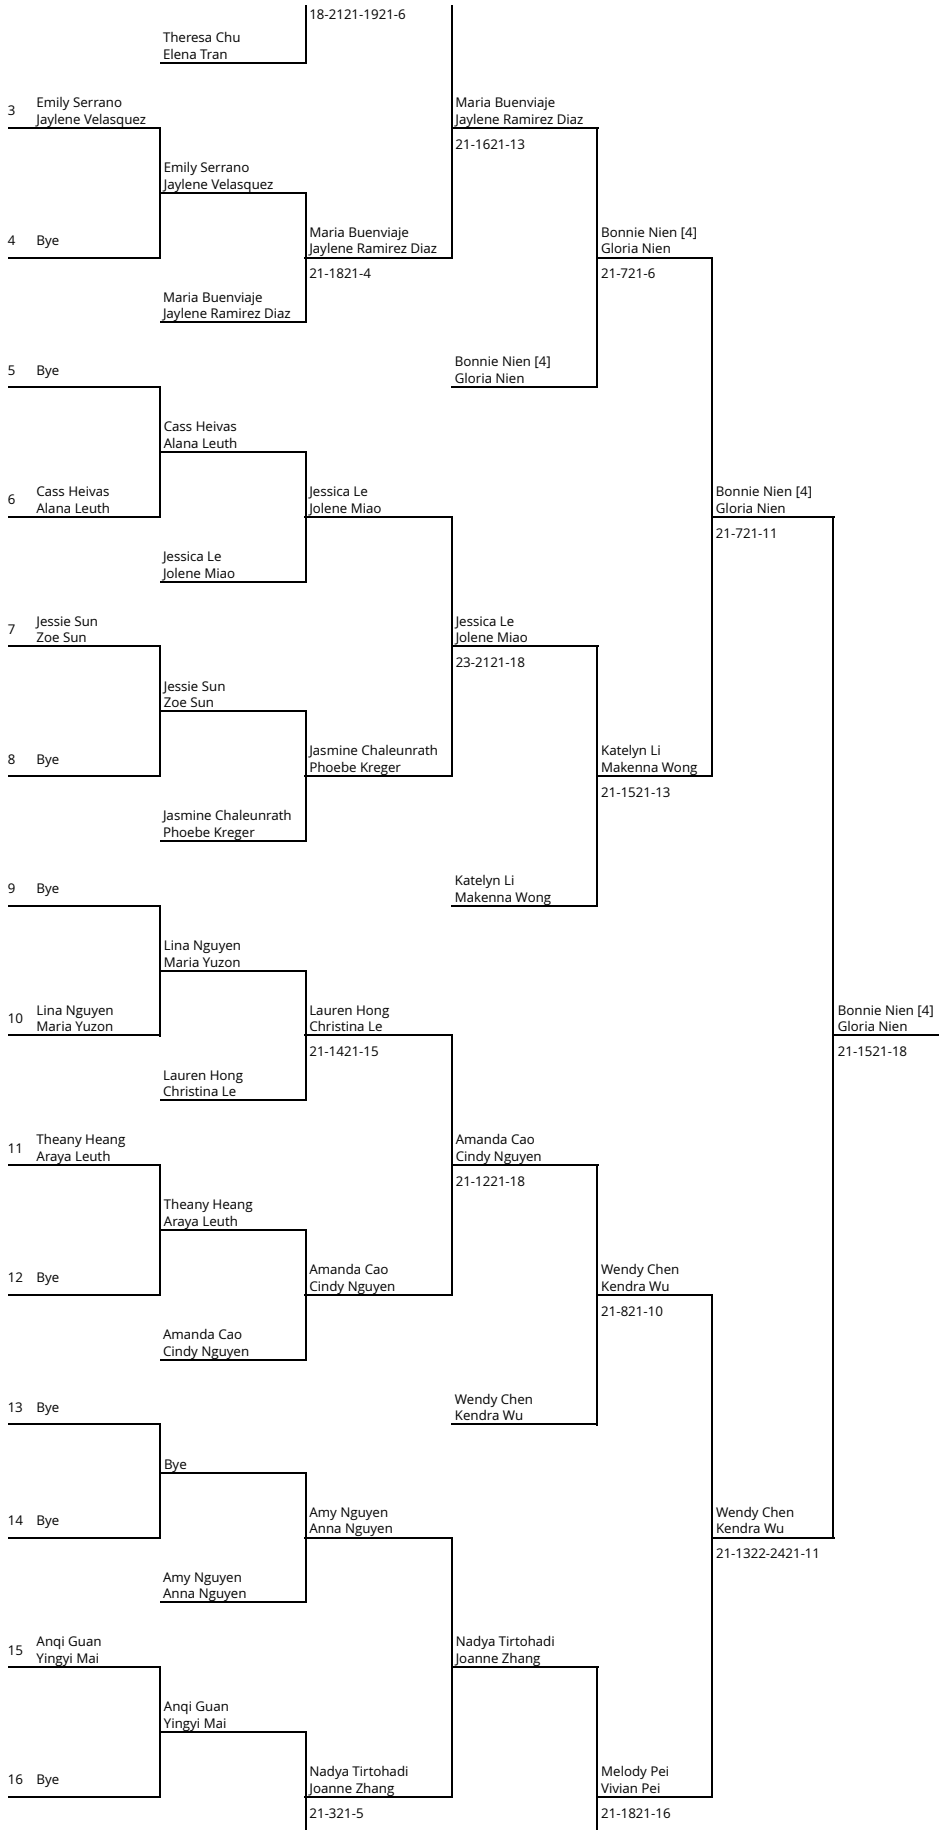 18-2121-1921-6
Theresa Chu
Elena Tran
3 Emily Serrano
Jaylene Velasquez
Maria Buenviaje
Jaylene Ramirez Diaz
21-1621-13
Emily Serrano
Jaylene Velasquez
4 Bye
Maria Buenviaje
Jaylene Ramirez Diaz
21-1821-4
Bonnie Nien [4]
Gloria Nien
21-721-6
Maria Buenviaje
Jaylene Ramirez Diaz
5 Bye
Bonnie Nien [4]
Gloria Nien
Cass Heivas
Alana Leuth
6 Cass Heivas
Alana Leuth
Jessica Le
Jolene Miao
Bonnie Nien [4]
Gloria Nien
21-721-11
Jessica Le
Jolene Miao
7 Jessie Sun
Zoe Sun
Jessica Le
Jolene Miao
23-2121-18
Jessie Sun
Zoe Sun
8 Bye
Jasmine Chaleunrath
Phoebe Kreger
Katelyn Li
Makenna Wong
21-1521-13
Jasmine Chaleunrath
Phoebe Kreger
9 Bye
Katelyn Li
Makenna Wong
Lina Nguyen
Maria Yuzon
10 Lina Nguyen
Maria Yuzon
Lauren Hong
Christina Le
21-1421-15
Bonnie Nien [4]
Gloria Nien
21-1521-18
Lauren Hong
Christina Le
11 Theany Heang
Araya Leuth
Amanda Cao
Cindy Nguyen
21-1221-18
Theany Heang
Araya Leuth
12 Bye
Amanda Cao
Cindy Nguyen
Wendy Chen
Kendra Wu
21-821-10
Amanda Cao
Cindy Nguyen
13 Bye
Wendy Chen
Kendra Wu
Bye
14 Bye
Amy Nguyen
Anna Nguyen
Wendy Chen
Kendra Wu
21-1322-2421-11
Amy Nguyen
Anna Nguyen
15 Anqi Guan
Yingyi Mai
Nadya Tirtohadi
Joanne Zhang
Anqi Guan
Yingyi Mai
16 Bye
Nadya Tirtohadi
Joanne Zhang
21-321-5
Melody Pei
Vivian Pei
21-1821-16